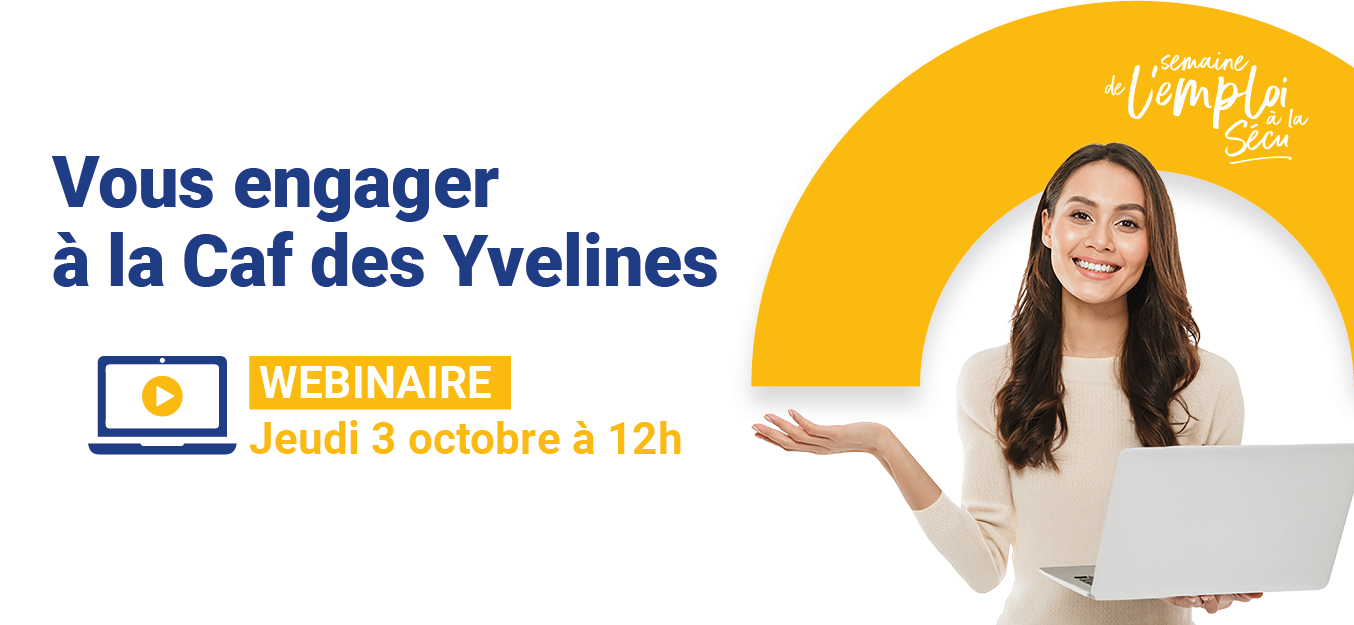 Vous engager
à la Caf des Yvelines
WEBINAIRE
Jeudi 3 octobre à 12h
semaine
de l'emploi
à la
Sécu